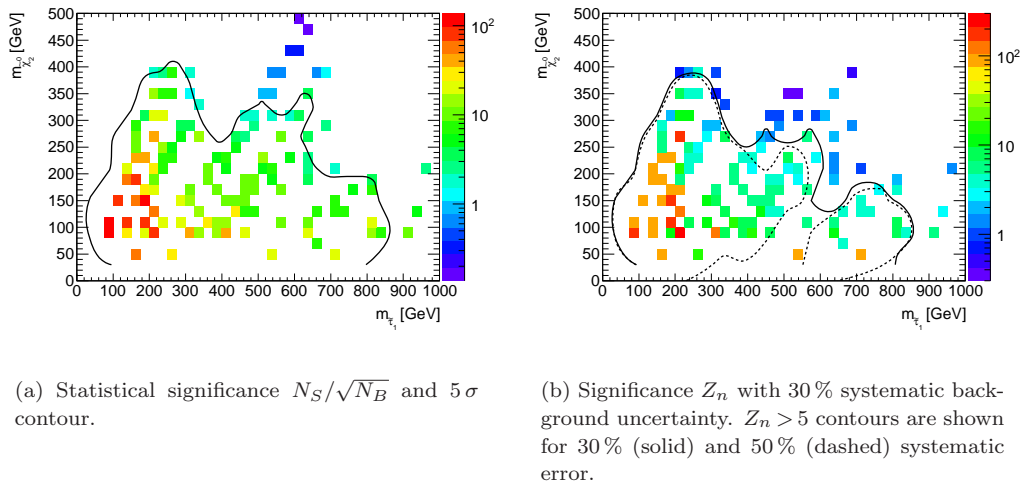 m_{χ̃⁰₂} [GeV]
500
450
400
350
300
250
200
150
100
50
0
0 100 200 300 400 500 600 700 800 900 1000
m_{τ̃₁} [GeV]
10²
10
1
m_{χ̃⁰₂} [GeV]
500
450
400
350
300
250
200
150
100
50
0
0 100 200 300 400 500 600 700 800 900 1000
m_{τ̃₁} [GeV]
10²
10
1
(a) Statistical significance N_S/√N_B and 5 σ
contour.
(b) Significance Z_n with 30 % systematic back-
ground uncertainty. Z_n > 5 contours are shown
for 30 % (solid) and 50 % (dashed) systematic
error.